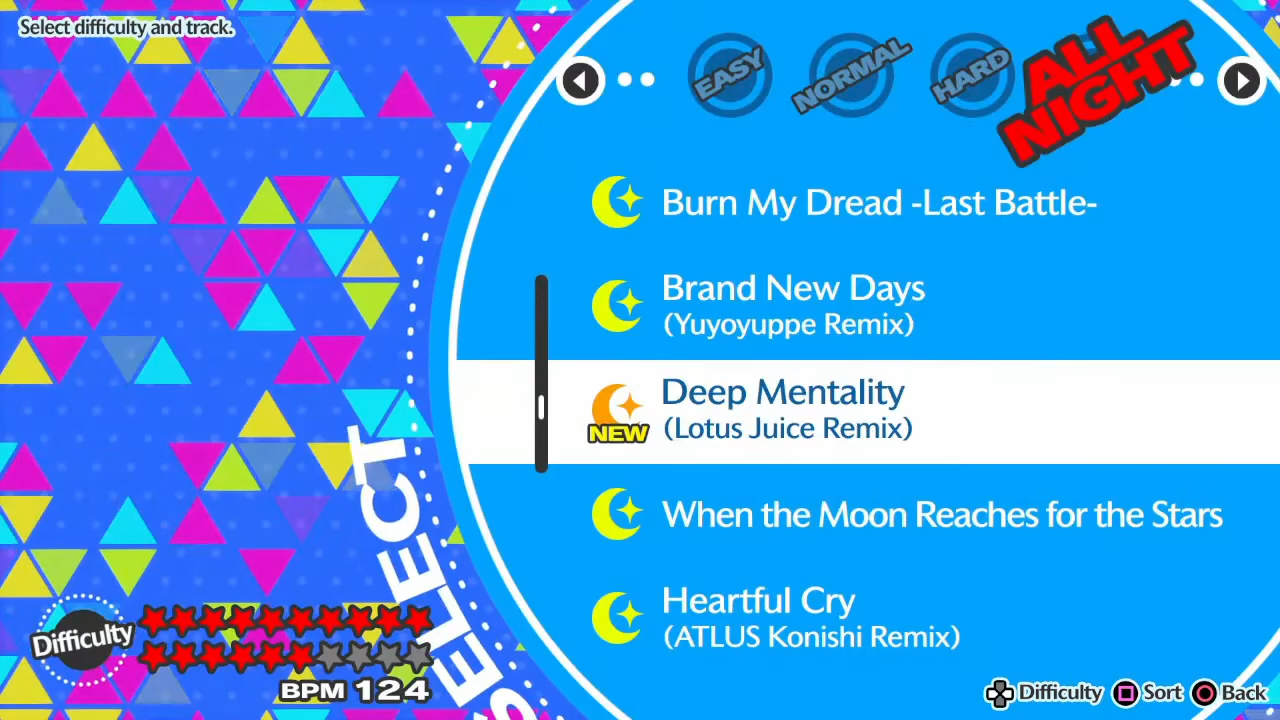 Select difficulty and track.
EASY
NORMAL
HARD
ALL
NIGHT
Burn My Dread -Last Battle-
Brand New Days
(Yuyoyuppe Remix)
Deep Mentality
NEW
(Lotus Juice Remix)
When the Moon Reaches for the Stars
Heartful Cry
(ATLUS Konishi Remix)
SELECT
Difficulty
BPM 124
Difficulty Sort Back